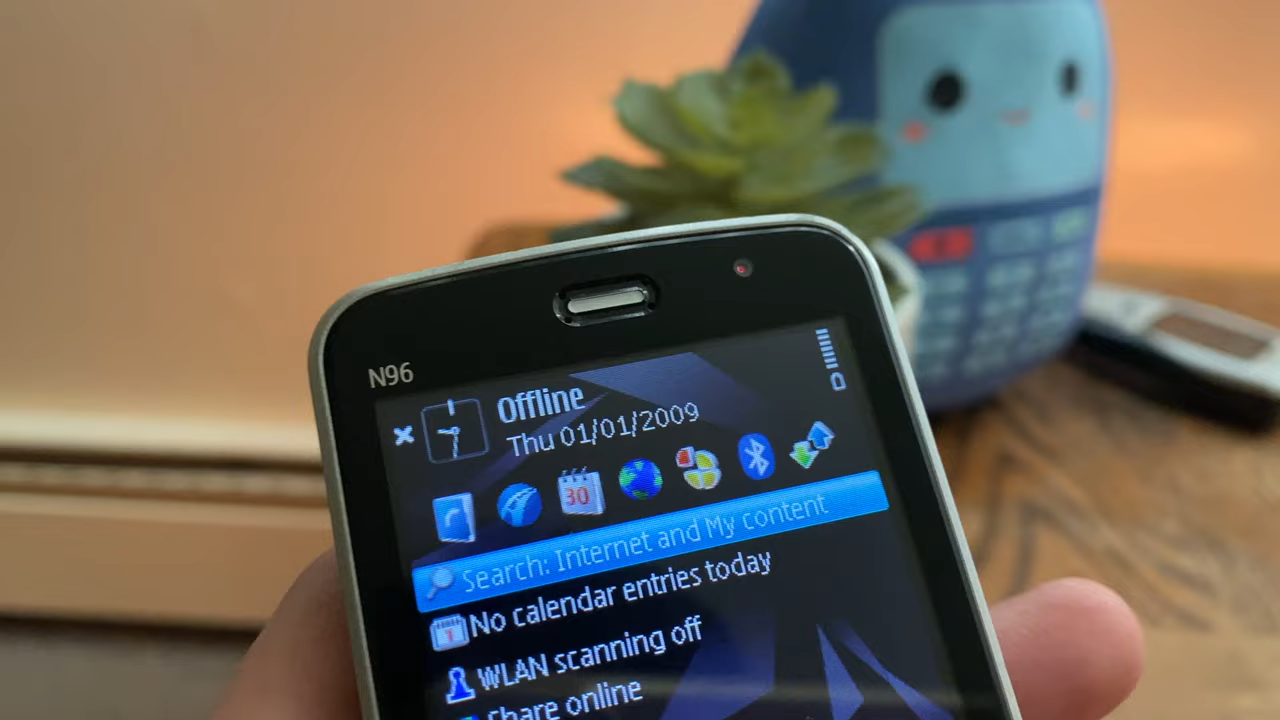 N96
Offline
Thu 01/01/2009
30
Search: Internet and My content
No calendar entries today
WLAN scanning off
Share online